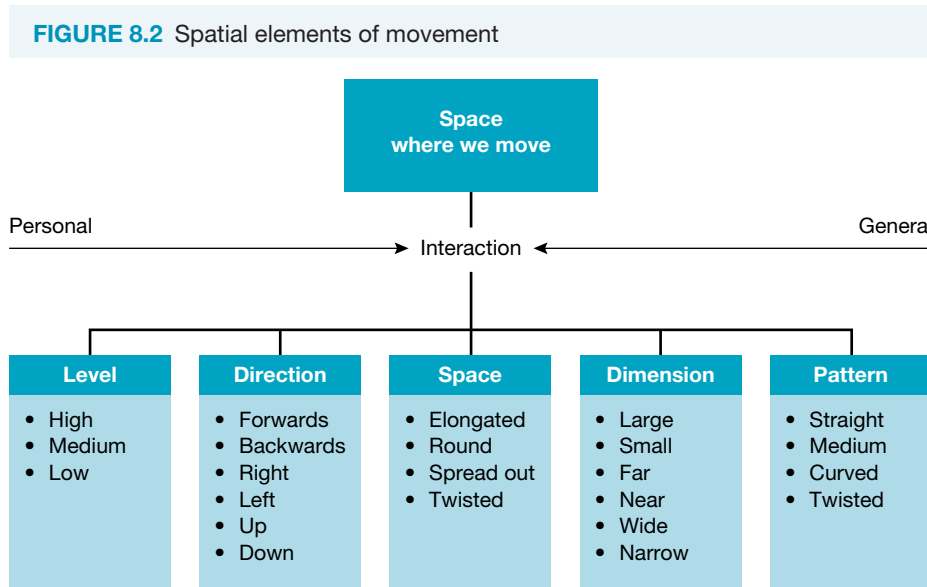 FIGURE 8.2 Spatial elements of movement
Space
where we move
Personal
Genera
Interaction
Level
• High
• Medium
• Low
Direction
• Forwards
• Backwards
• Right
• Left
• Up
• Down
Space
• Elongated
• Round
• Spread out
• Twisted
Dimension
• Large
• Small
• Far
• Near
• Wide
• Narrow
Pattern
• Straight
• Medium
• Curved
• Twisted